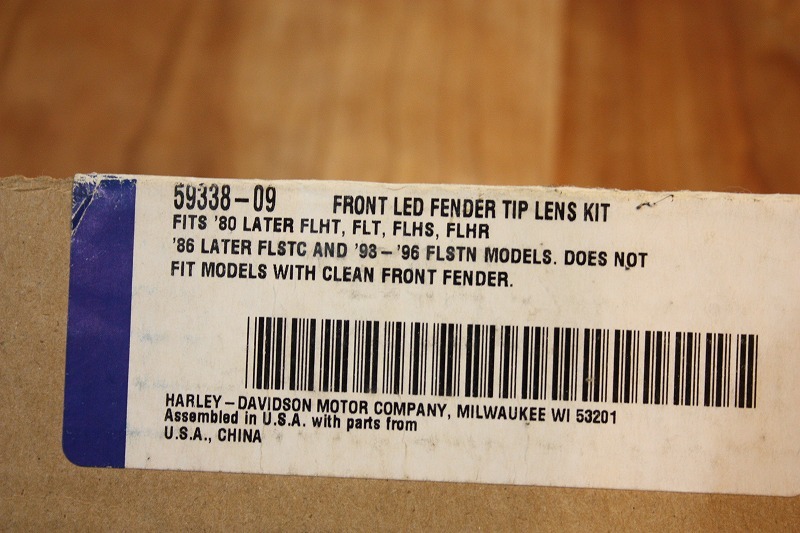 59338-09 FRONT LED FENDER TIP LENS KIT
FITS '80 LATER FLHT, FLT, FLHS, FLHR
'86 LATER FLSTC AND '93-'96 FLSTN MODELS. DOES NOT
FIT MODELS WITH CLEAN FRONT FENDER.
HARLEY-DAVIDSON MOTOR COMPANY, MILWAUKEE WI 53201
Assembled in U.S.A. with parts from
U.S.A., CHINA